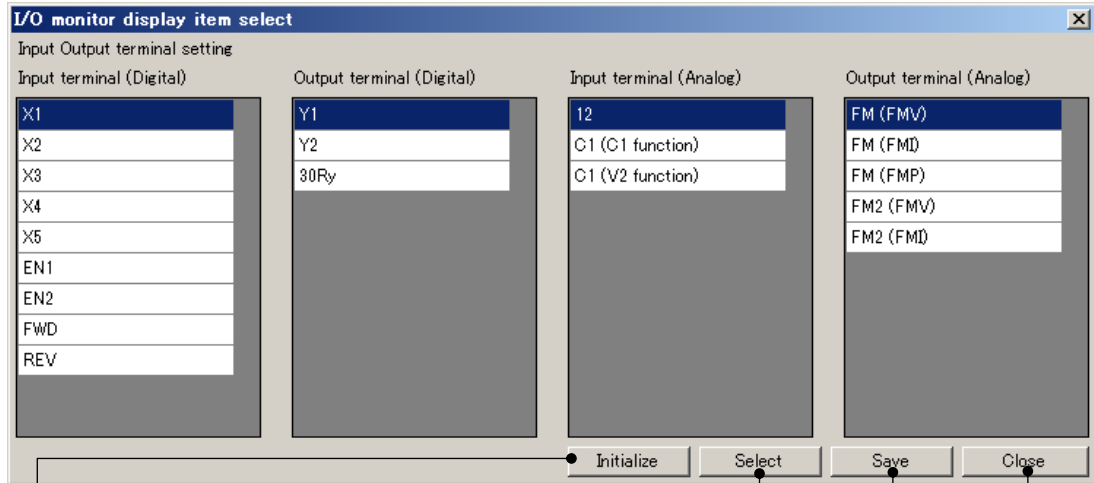 I/O monitor display item select
Input Output terminal setting
Input terminal (Digital)
X1
X2
X3
X4
X5
EN1
EN2
FWD
REV
Output terminal (Digital)
Y1
Y2
30Ry
Input terminal (Analog)
12
C1 (C1 function)
C1 (V2 function)
Output terminal (Analog)
FM (FMV)
FM (FMI)
FM (FMP)
FM2 (FMV)
FM2 (FMI)
Initialize
Select
Save
Close